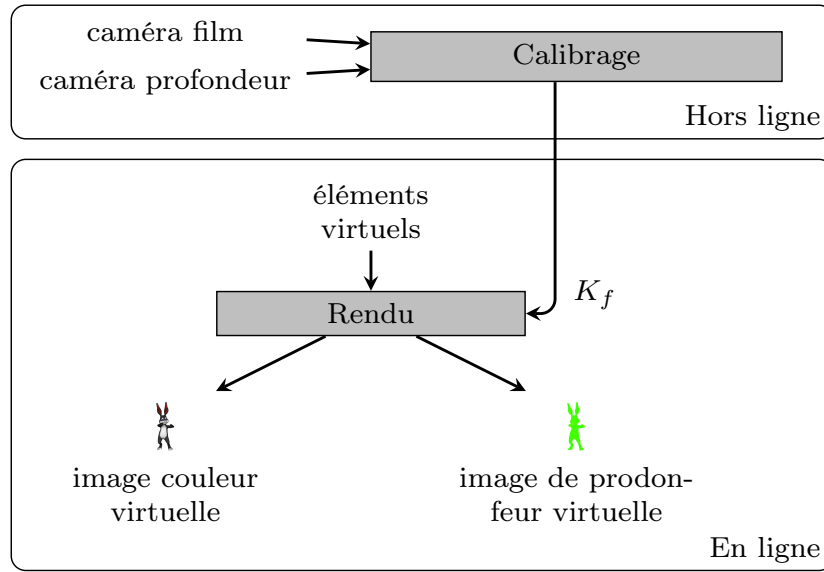 caméra film
caméra profondeur
Calibrage
Hors ligne
éléments
virtuels
K_f
Rendu
image couleur
virtuelle
image de prodon-
feur virtuelle
En ligne